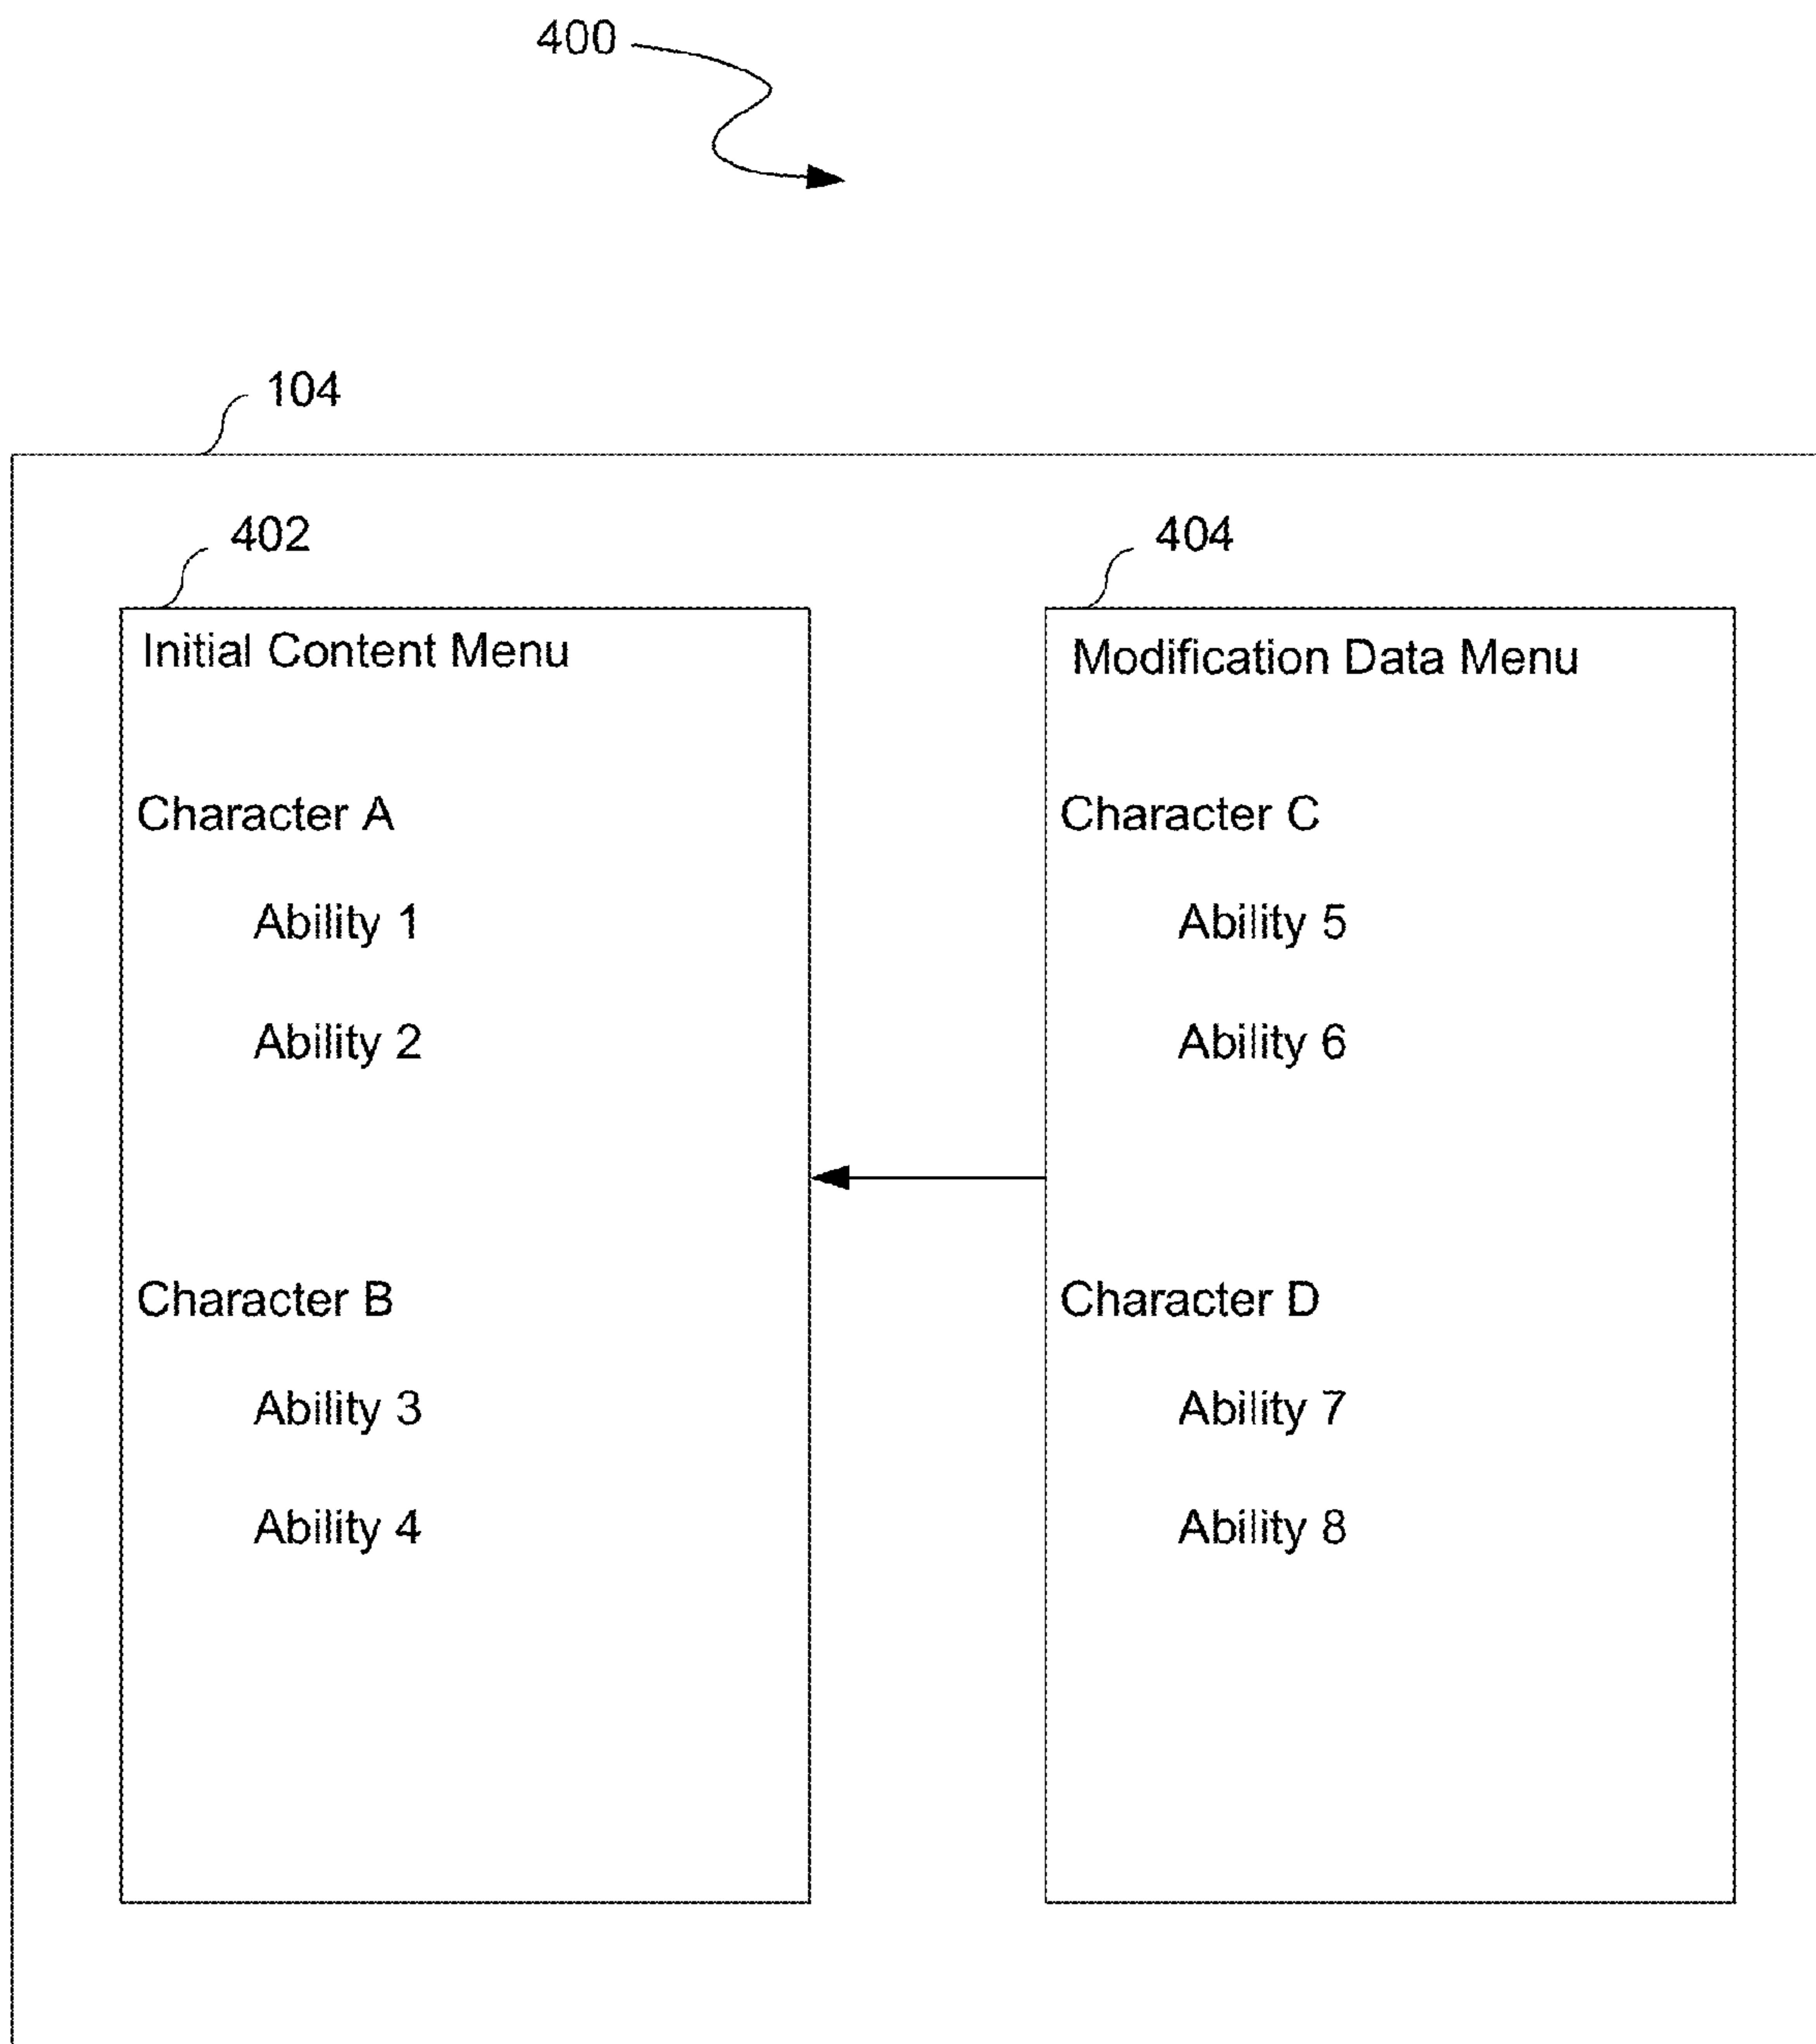 400
104
402
Initial Content Menu
Character A
Ability 1
Ability 2
Character B
Ability 3
Ability 4
404
Modification Data Menu
Character C
Ability 5
Ability 6
Character D
Ability 7
Ability 8